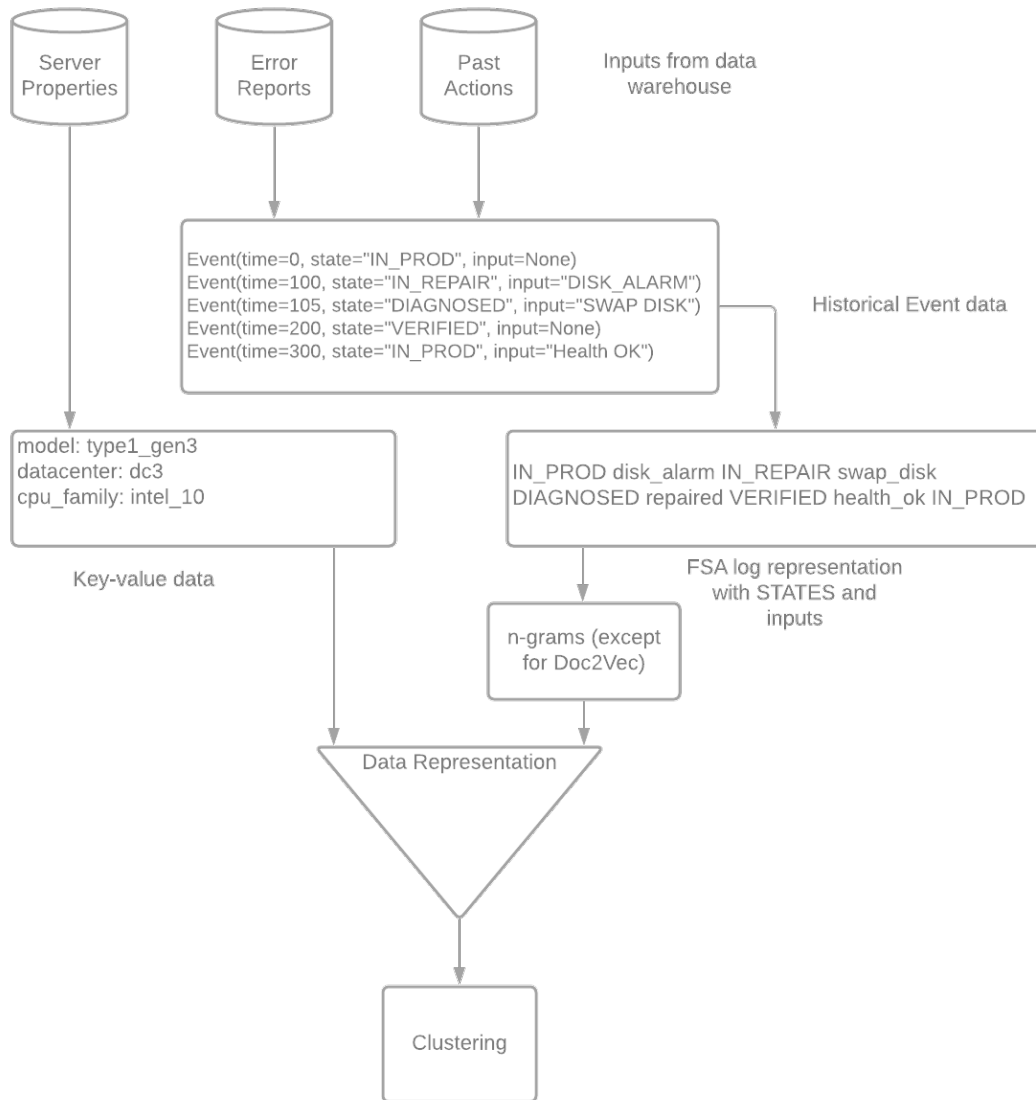 Server
Properties
Error
Reports
Past
Actions
Inputs from data
warehouse
Event(time=0, state="IN_PROD", input=None)
Event(time=100, state="IN_REPAIR", input="DISK_ALARM")
Event(time=105, state="DIAGNOSED", input="SWAP DISK")
Event(time=200, state="VERIFIED", input=None)
Event(time=300, state="IN_PROD", input="Health OK")
Historical Event data
model: type1_gen3
datacenter: dc3
cpu_family: intel_10
Key-value data
IN_PROD disk_alarm IN_REPAIR swap_disk
DIAGNOSED repaired VERIFIED health_ok IN_PROD
FSA log representation
with STATES and
inputs
n-grams (except
for Doc2Vec)
Data Representation
Clustering